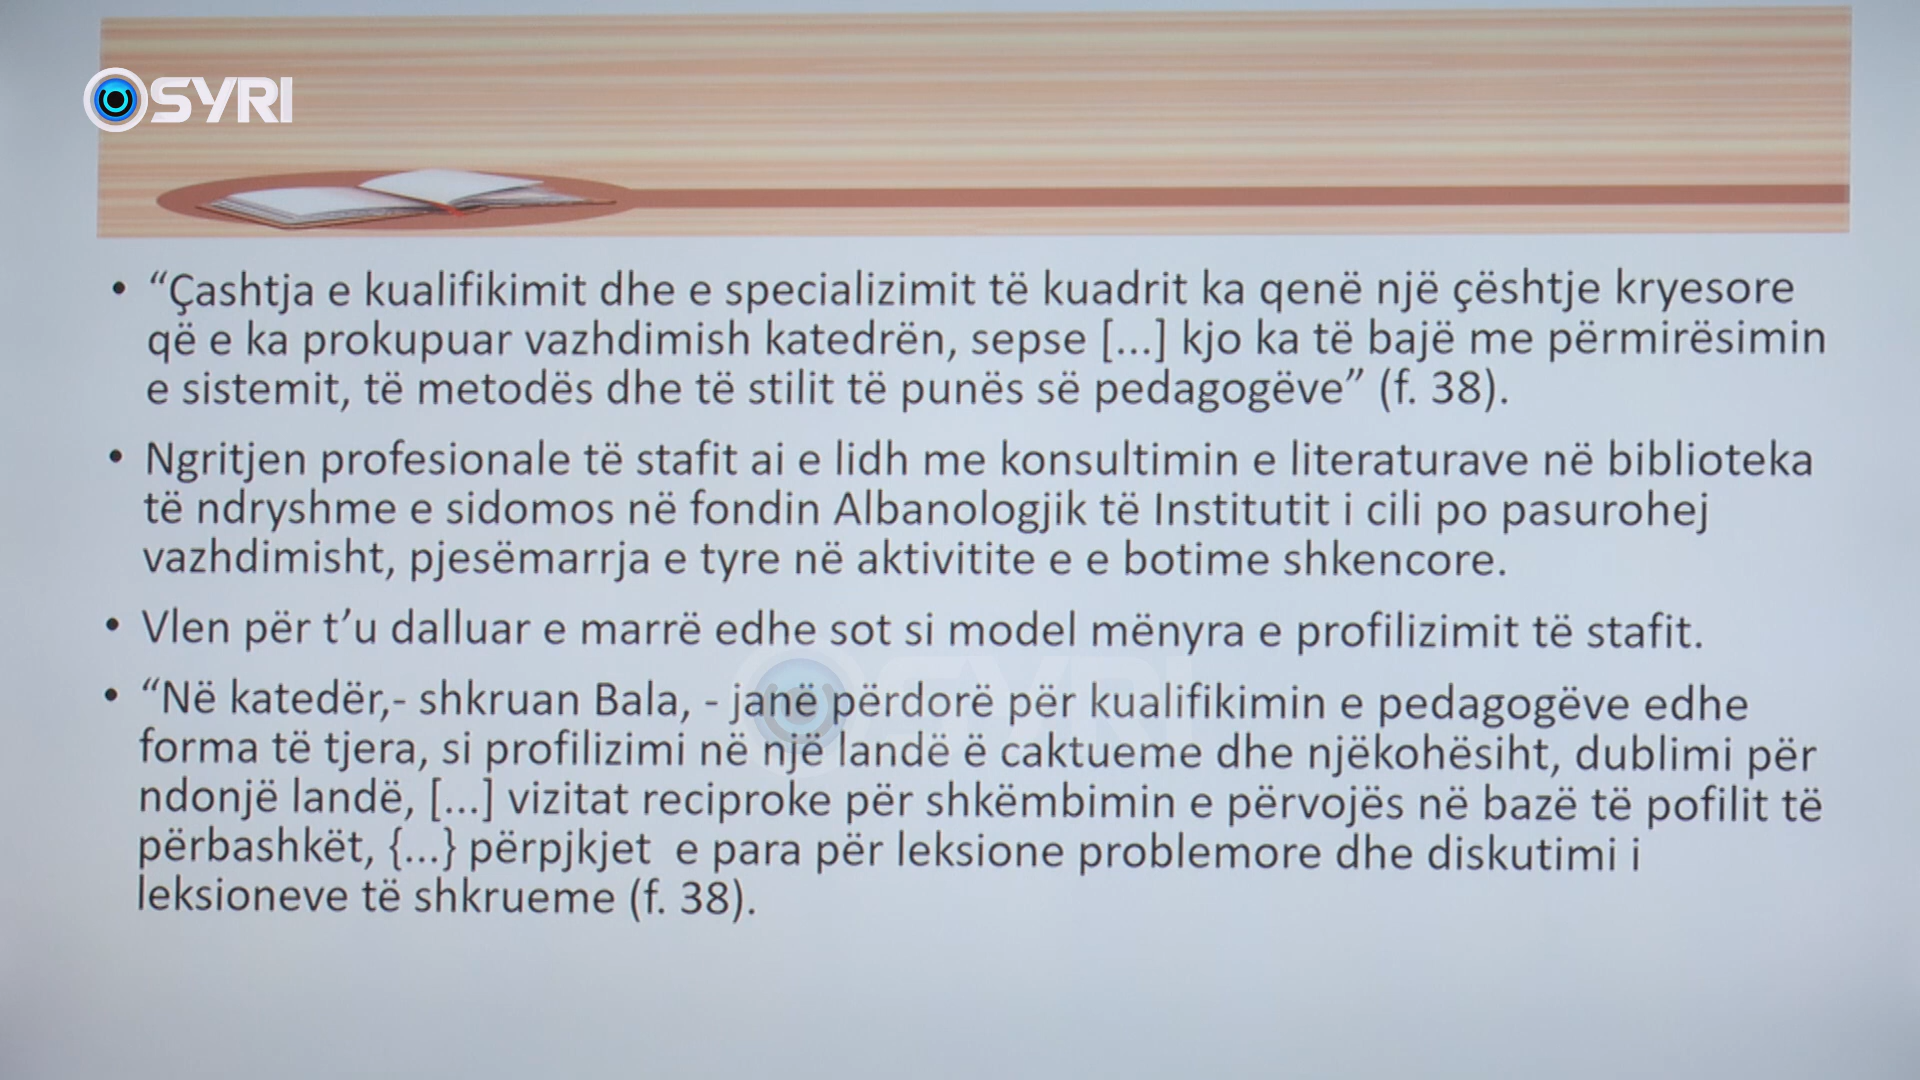 SYRI
• “Çashtja e kualifikimit dhe e specializimit të kuadrit ka qenë një çështje kryesore
që e ka prokupuar vazhdimish katedrën, sepse [...] kjo ka të bajë me përmirësimin
e sistemit, të metodës dhe të stilit të punës së pedagogëve” (f. 38).
• Ngritjen profesionale të stafit ai e lidh me konsultimin e literaturave në biblioteka
të ndryshme e sidomos në fondin Albanologjik të Institutit i cili po pasurohej
vazhdimisht, pjesëmarrja e tyre në aktivitite e e botime shkencore.
• Vlen për t’u dalluar e marrë edhe sot si model mënyra e profilizimit të stafit.
• “Në katedër,- shkruan Bala, - janë përdorë për kualifikimin e pedagogëve edhe
forma të tjera, si profilizimi në një landë ë caktueme dhe njëkohësiht, dublimi për
ndonjë landë, [...] vizitat reciproke për shkëmbimin e përvojës në bazë të pofilit të
përbashkët, {...} përpjkjet e para për leksione problemore dhe diskutimi i
leksioneve të shkrueme (f. 38).
SYRI